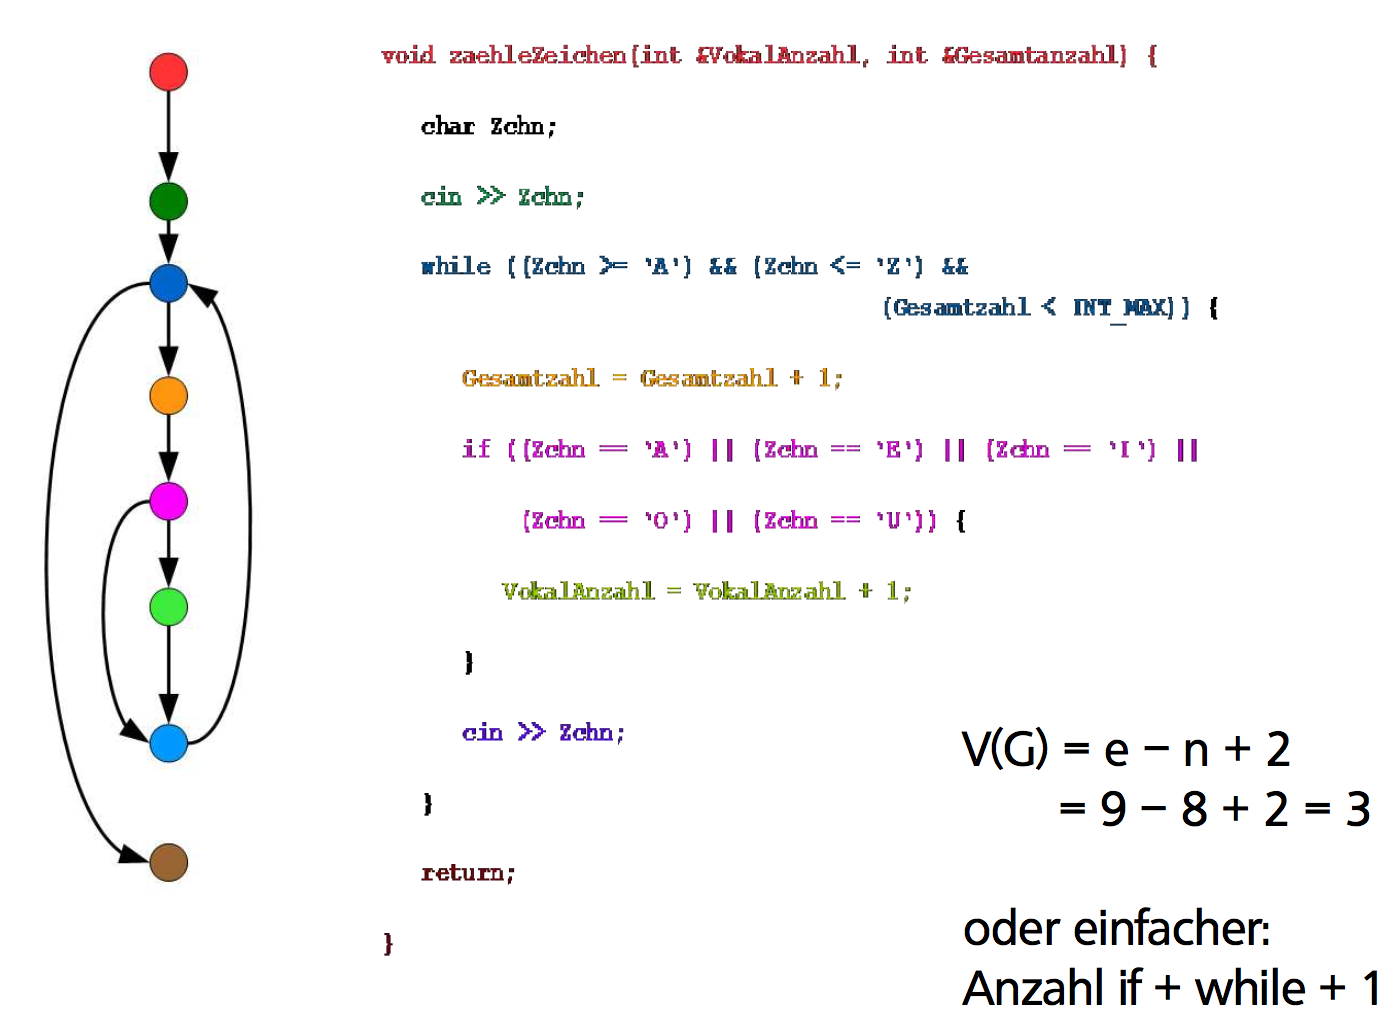 void zaehleZeichen(int &VokalAnzahl, int &Gesamtanzahl) {
char Zchn;
cin >> Zchn;
while ((Zchn >= 'A') && (Zchn <= 'Z') &&
(Gesamtzahl < INT_MAX)) {
Gesamtzahl = Gesamtzahl + 1;
if ((Zchn == 'A') || (Zchn == 'E') || (Zchn == 'I') ||
(Zchn == 'O') || (Zchn == 'U')) {
VokalAnzahl = VokalAnzahl + 1;
}
cin >> Zchn;
}
return;
}
V(G) = e – n + 2
= 9 – 8 + 2 = 3
oder einfacher:
Anzahl if + while + 1